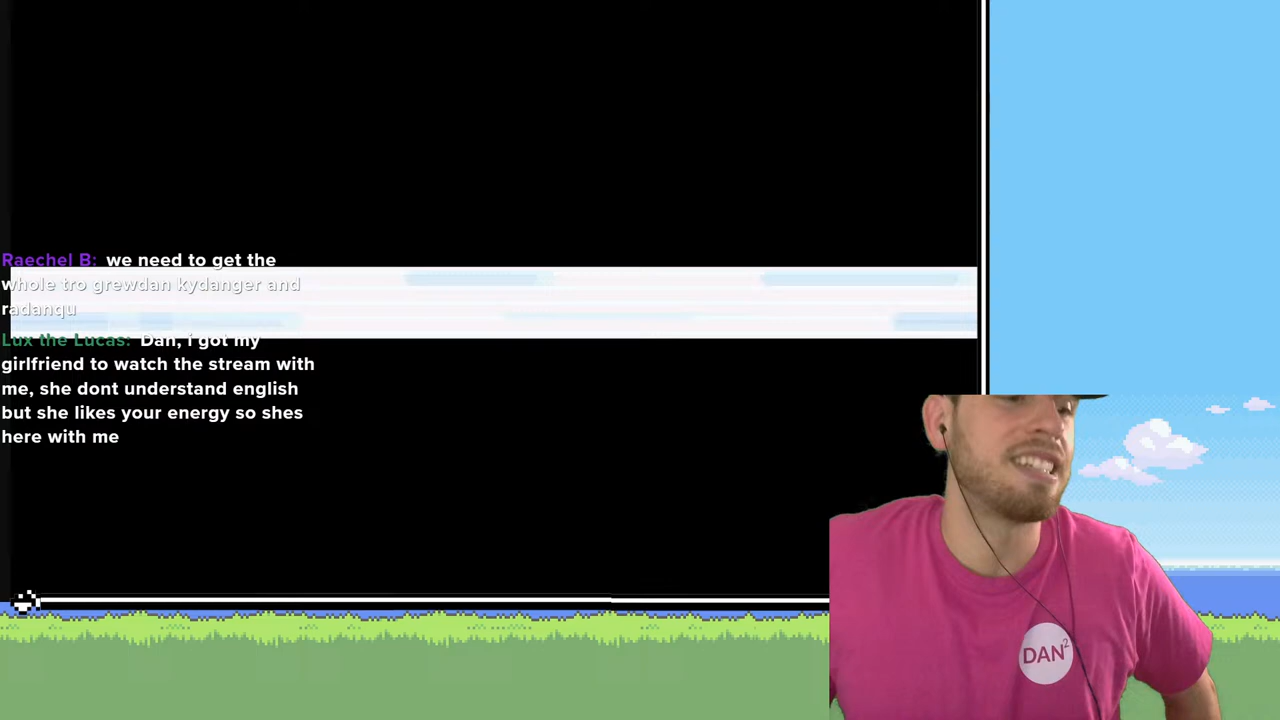 Raechel B: we need to get the
whole tro grewdan kydanger and
radanqu
Lux the Lucas: Dan, i got my
girlfriend to watch the stream with
me, she dont understand english
but she likes your energy so shes
here with me
DAN²